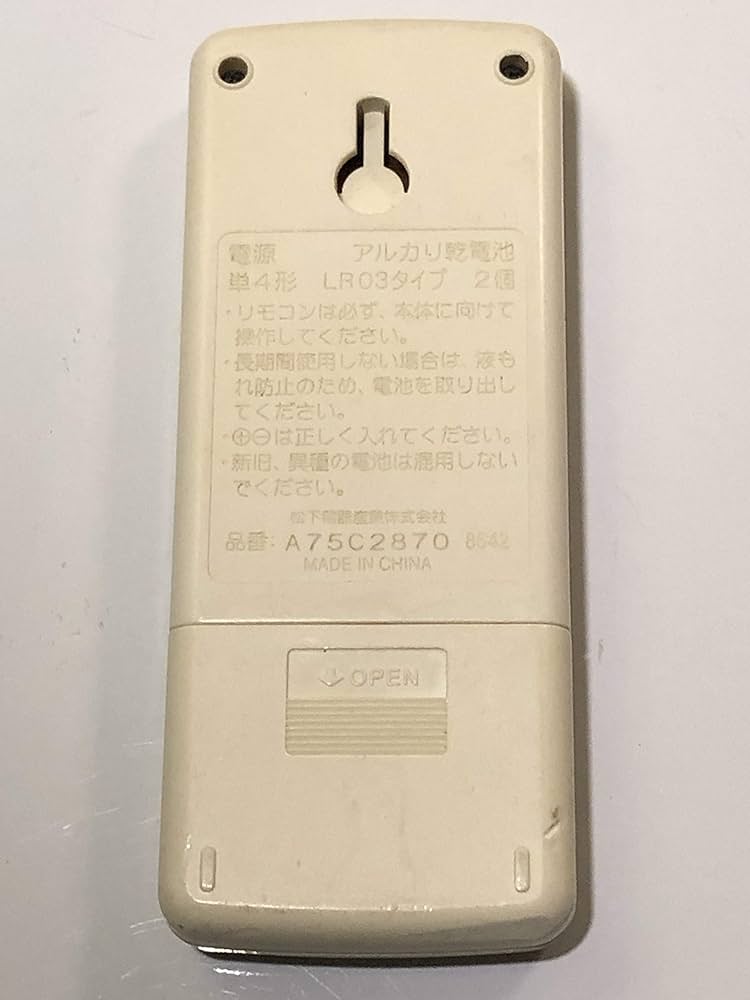 電源 アルカリ乾電池
単4形 LR03タイプ 2個
・リモコンは必ず、本体に向けて
操作してください。
・長期間使用しない場合は、液も
れ防止のため、電池を取り出し
てください。
・⊕⊖は正しく入れてください。
・新旧、異種の電池は混用しない
でください。
松下電器産業株式会社
品番: A75C2870 8642
MADE IN CHINA
OPEN